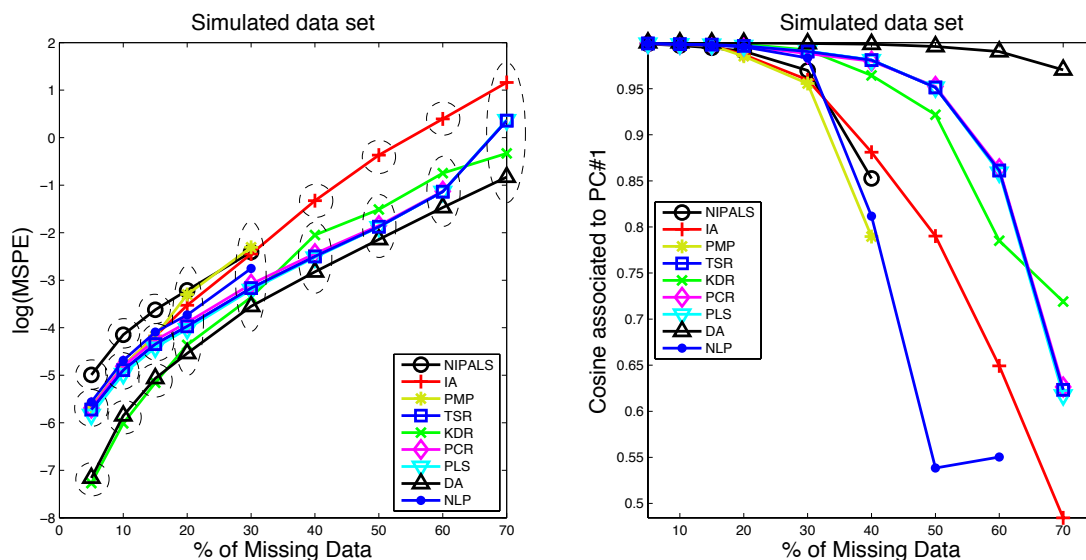 Simulated data set
log(MSPE)
2
1
0
−1
−2
−3
−4
−5
−6
−7
−8
0 10 20 30 40 50 60 70
% of Missing Data
NIPALS
IA
PMP
TSR
KDR
PCR
PLS
DA
NLP
Simulated data set
Cosine associated to PC#1
0.95
0.9
0.85
0.8
0.75
0.7
0.65
0.6
0.55
0.5
10 20 30 40 50 60 70
% of Missing Data
NIPALS
IA
PMP
TSR
KDR
PCR
PLS
DA
NLP